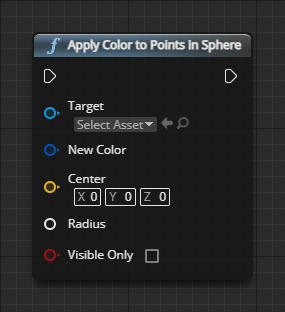 f Apply Color to Points in Sphere
Target
Select Asset
New Color
Center
X 0 Y 0 Z 0
Radius
Visible Only